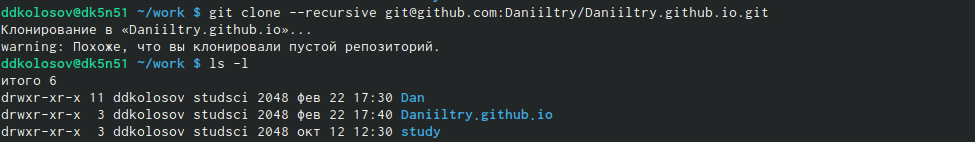 ddkolosov@dk5n51 ~/work $ git clone --recursive git@github.com:Daniiltry/Daniiltry.github.io.git
Клонирование в «Daniiltry.github.io»...
warning: Похоже, что вы клонировали пустой репозиторий.
ddkolosov@dk5n51 ~/work $ ls -l
итого 6
drwxr-xr-x 11 ddkolosov studsci 2048 фев 22 17:30 Dan
drwxr-xr-x  3 ddkolosov studsci 2048 фев 22 17:40 Daniiltry.github.io
drwxr-xr-x  3 ddkolosov studsci 2048 окт 12 12:30 study